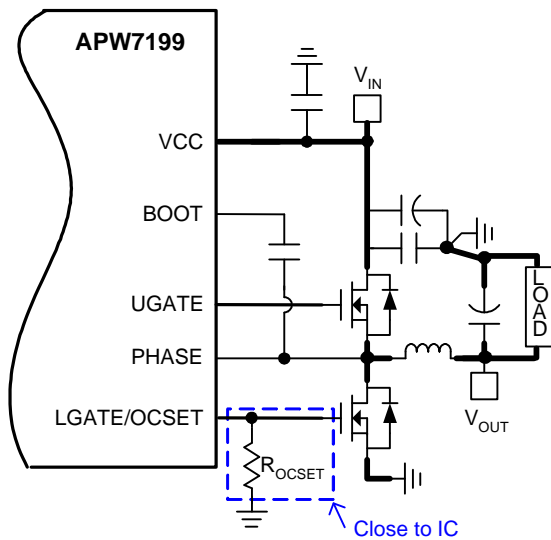 APW7199
VIN
VCC
BOOT
UGATE
LOAD
PHASE
LGATE/OCSET
VOUT
ROCSET
Close to IC